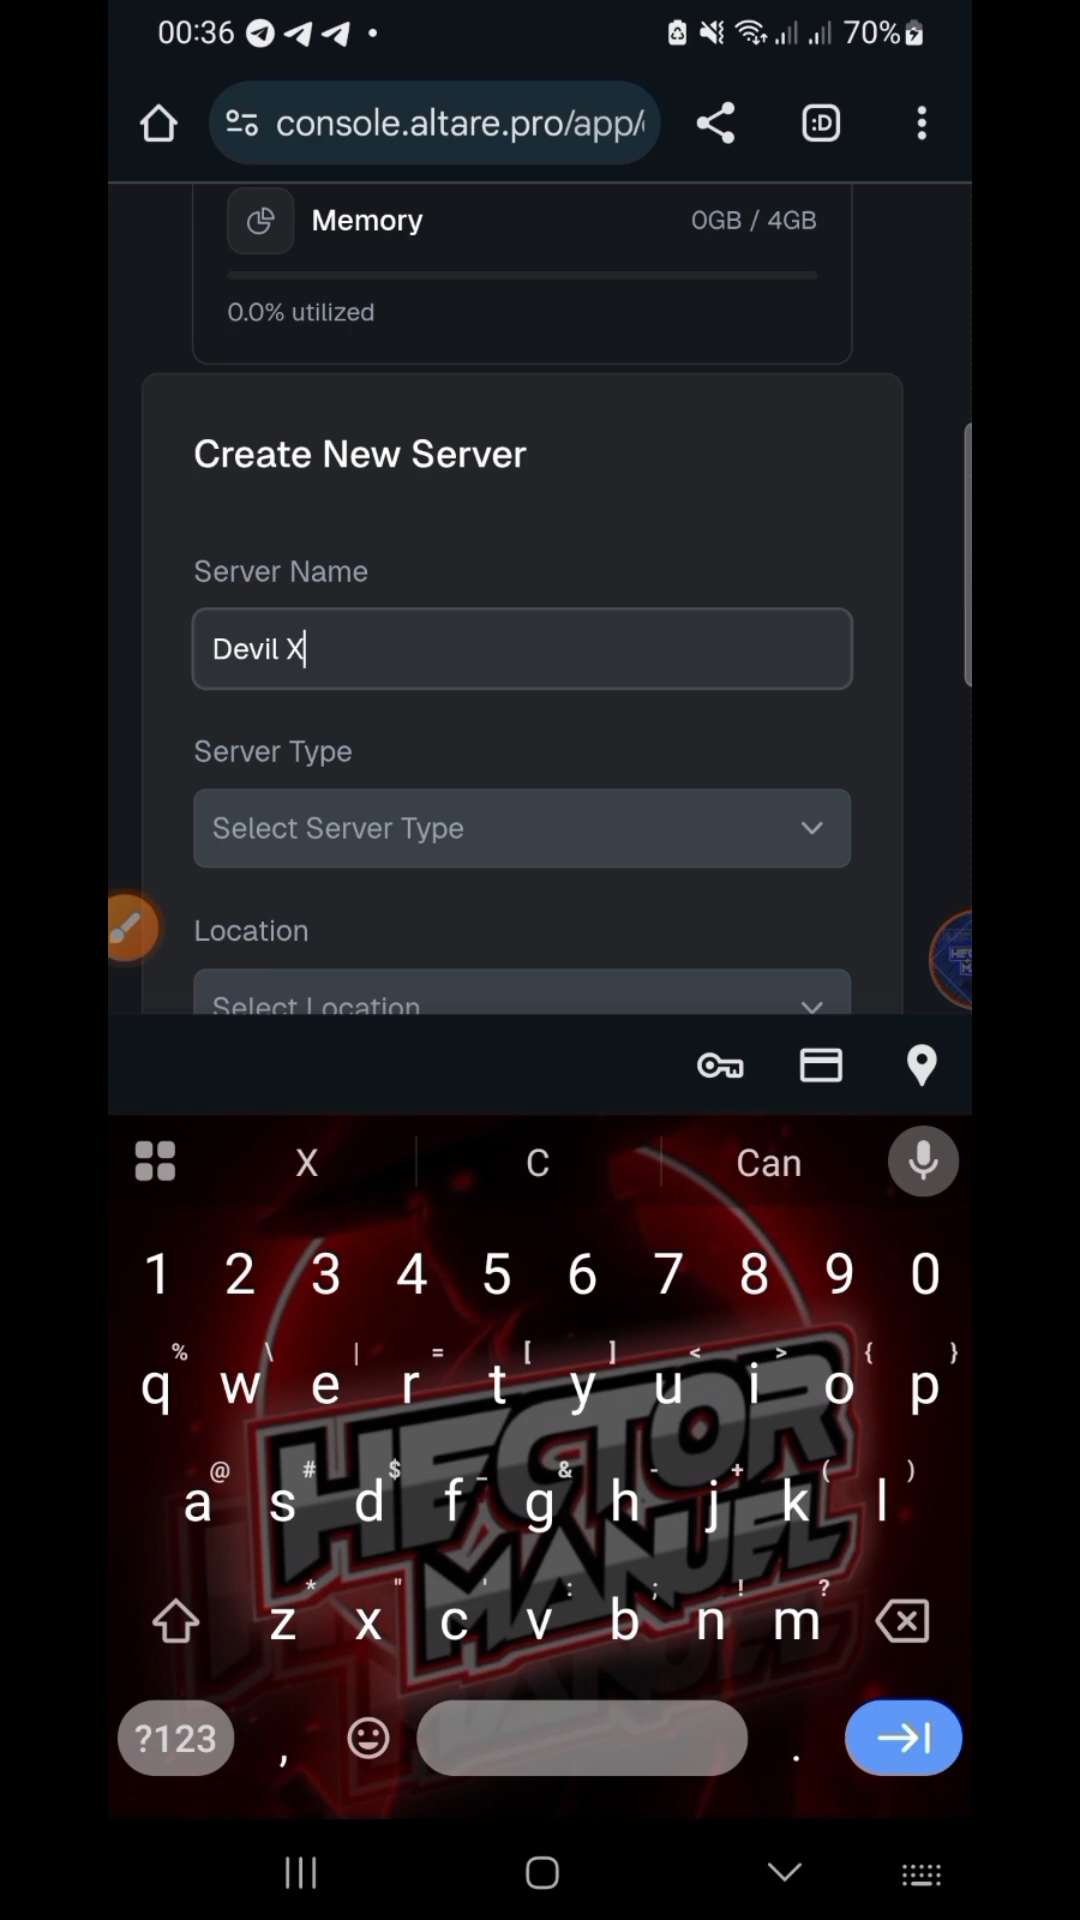 00:36 70%
console.altare.pro/app/ :D
Memory 0GB / 4GB
0.0% utilized
Create New Server
Server Name
Devil X
Server Type
Select Server Type
Location
Select Location
X C Can
1 2 3 4 5 6 7 8 9 0
% \ | = [ ] < > { }
q w e r t y u i o p
@ # $ _ & - + ( )
a s d f g h j k l
* " ' : ; ! ?
z x c v b n m
?123 , .
HECTOR
MANUEL